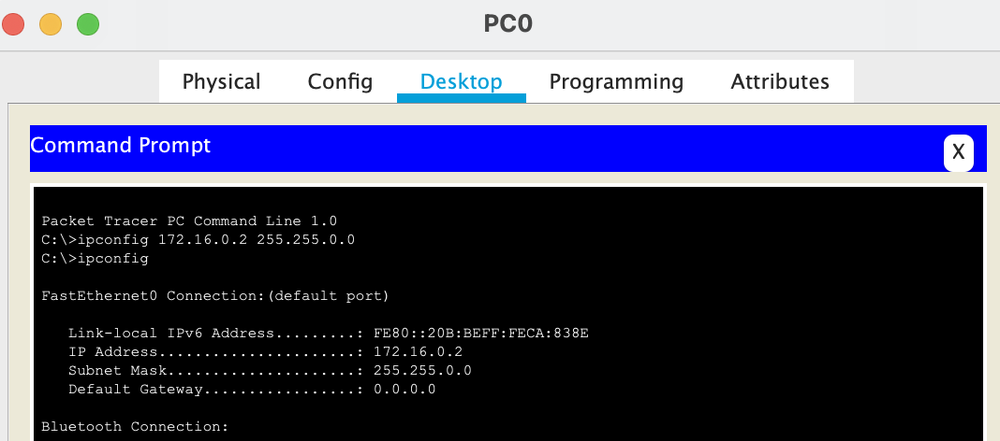 PC0
Physical Config Desktop Programming Attributes
Command Prompt
X
Packet Tracer PC Command Line 1.0
C:\>ipconfig 172.16.0.2 255.255.0.0
C:\>ipconfig
FastEthernet0 Connection:(default port)
Link-local IPv6 Address.........: FE80::20B:BEFF:FECA:838E
IP Address......................: 172.16.0.2
Subnet Mask.....................: 255.255.0.0
Default Gateway.................: 0.0.0.0
Bluetooth Connection: